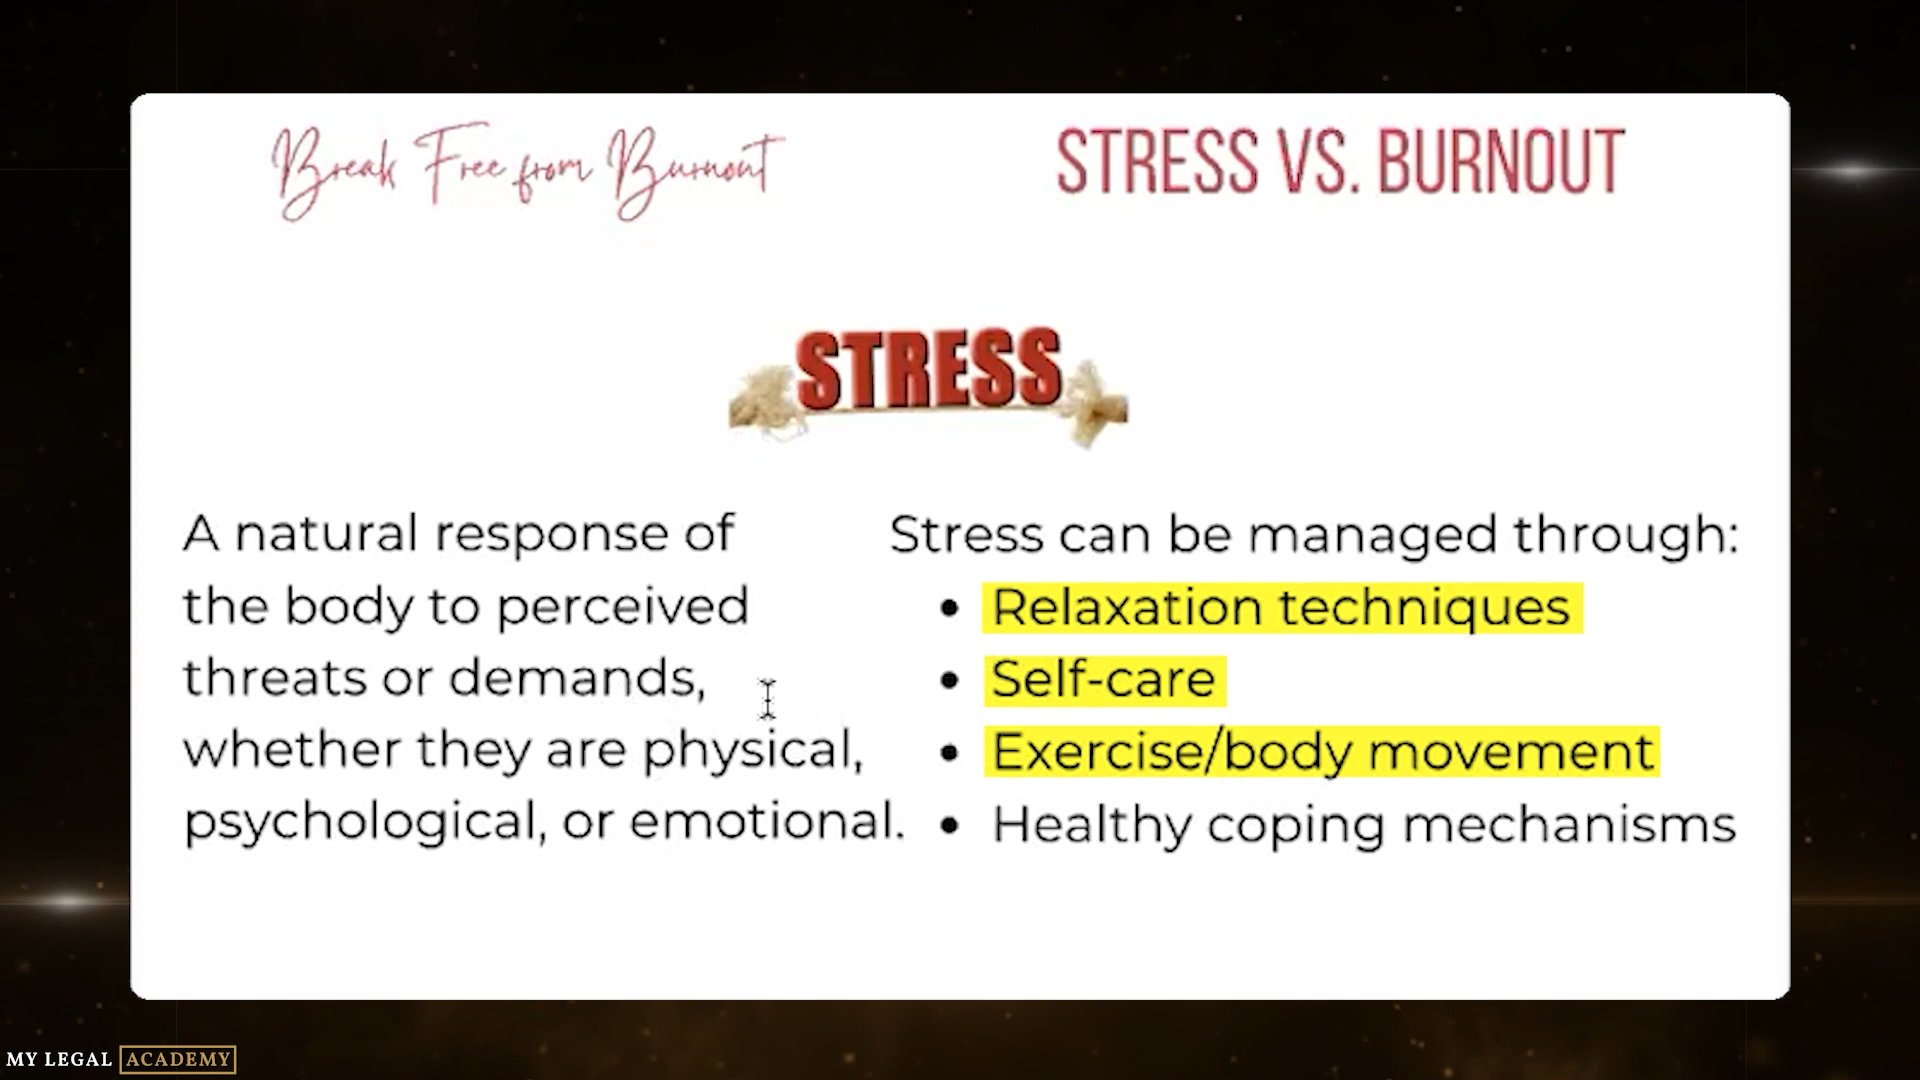 Break Free from Burnout
STRESS VS. BURNOUT
STRESS
A natural response of
the body to perceived
threats or demands,
whether they are physical,
psychological, or emotional.
Stress can be managed through:
• Relaxation techniques
• Self-care
• Exercise/body movement
• Healthy coping mechanisms
MY LEGAL ACADEMY